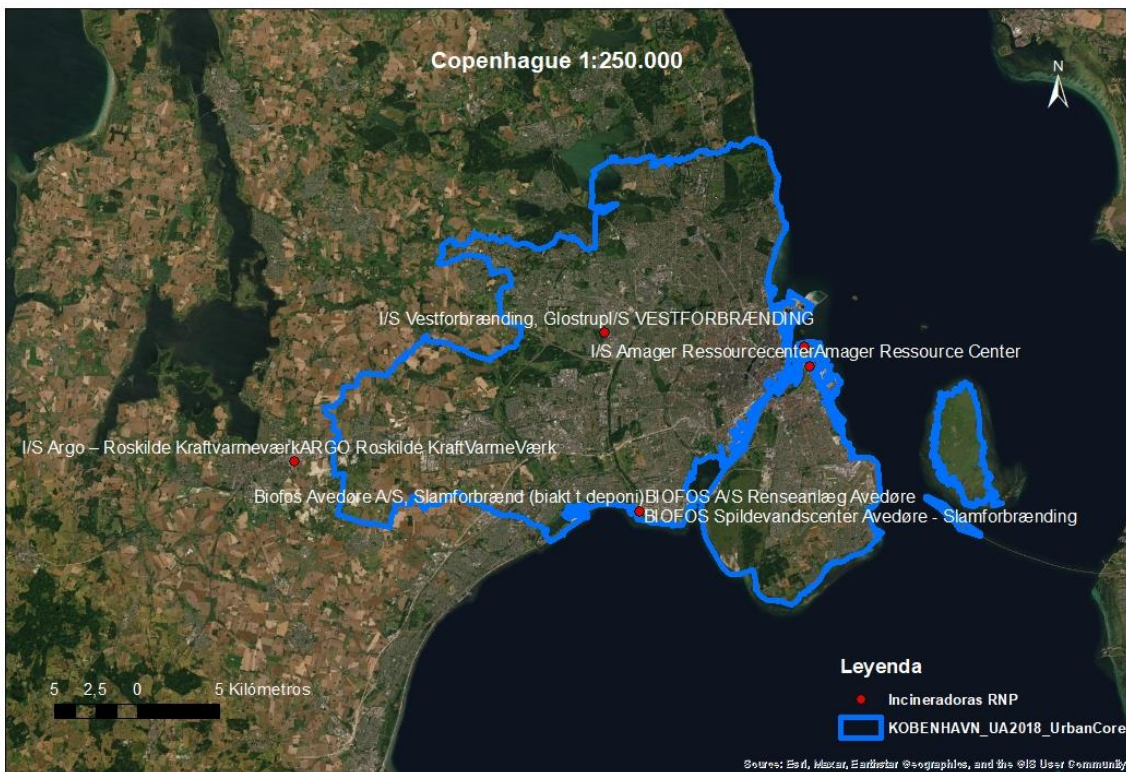 Copenhague 1:250.000
N
I/S Vestforbrænding, GlostrupI/S VESTFORBRÆNDING
I/S Amager RessourcecenterAmager Ressource Center
I/S Argo – Roskilde KraftvarmeværkARGO Roskilde KraftVarmeVærk
Biofos Avedøre A/S, Slamforbrænd (biakt t deponi)BIOFOS A/S Renseanlæg Avedøre
BIOFOS Spildevandscenter Avedøre - Slamforbrænding
Leyenda
Incineradoras RNP
KOBENHAVN_UA2018_UrbanCore
5 2,5 0 5 Kilómetros
Source: Esri, Maxar, Earthstar Geographics, and the GIS User Community